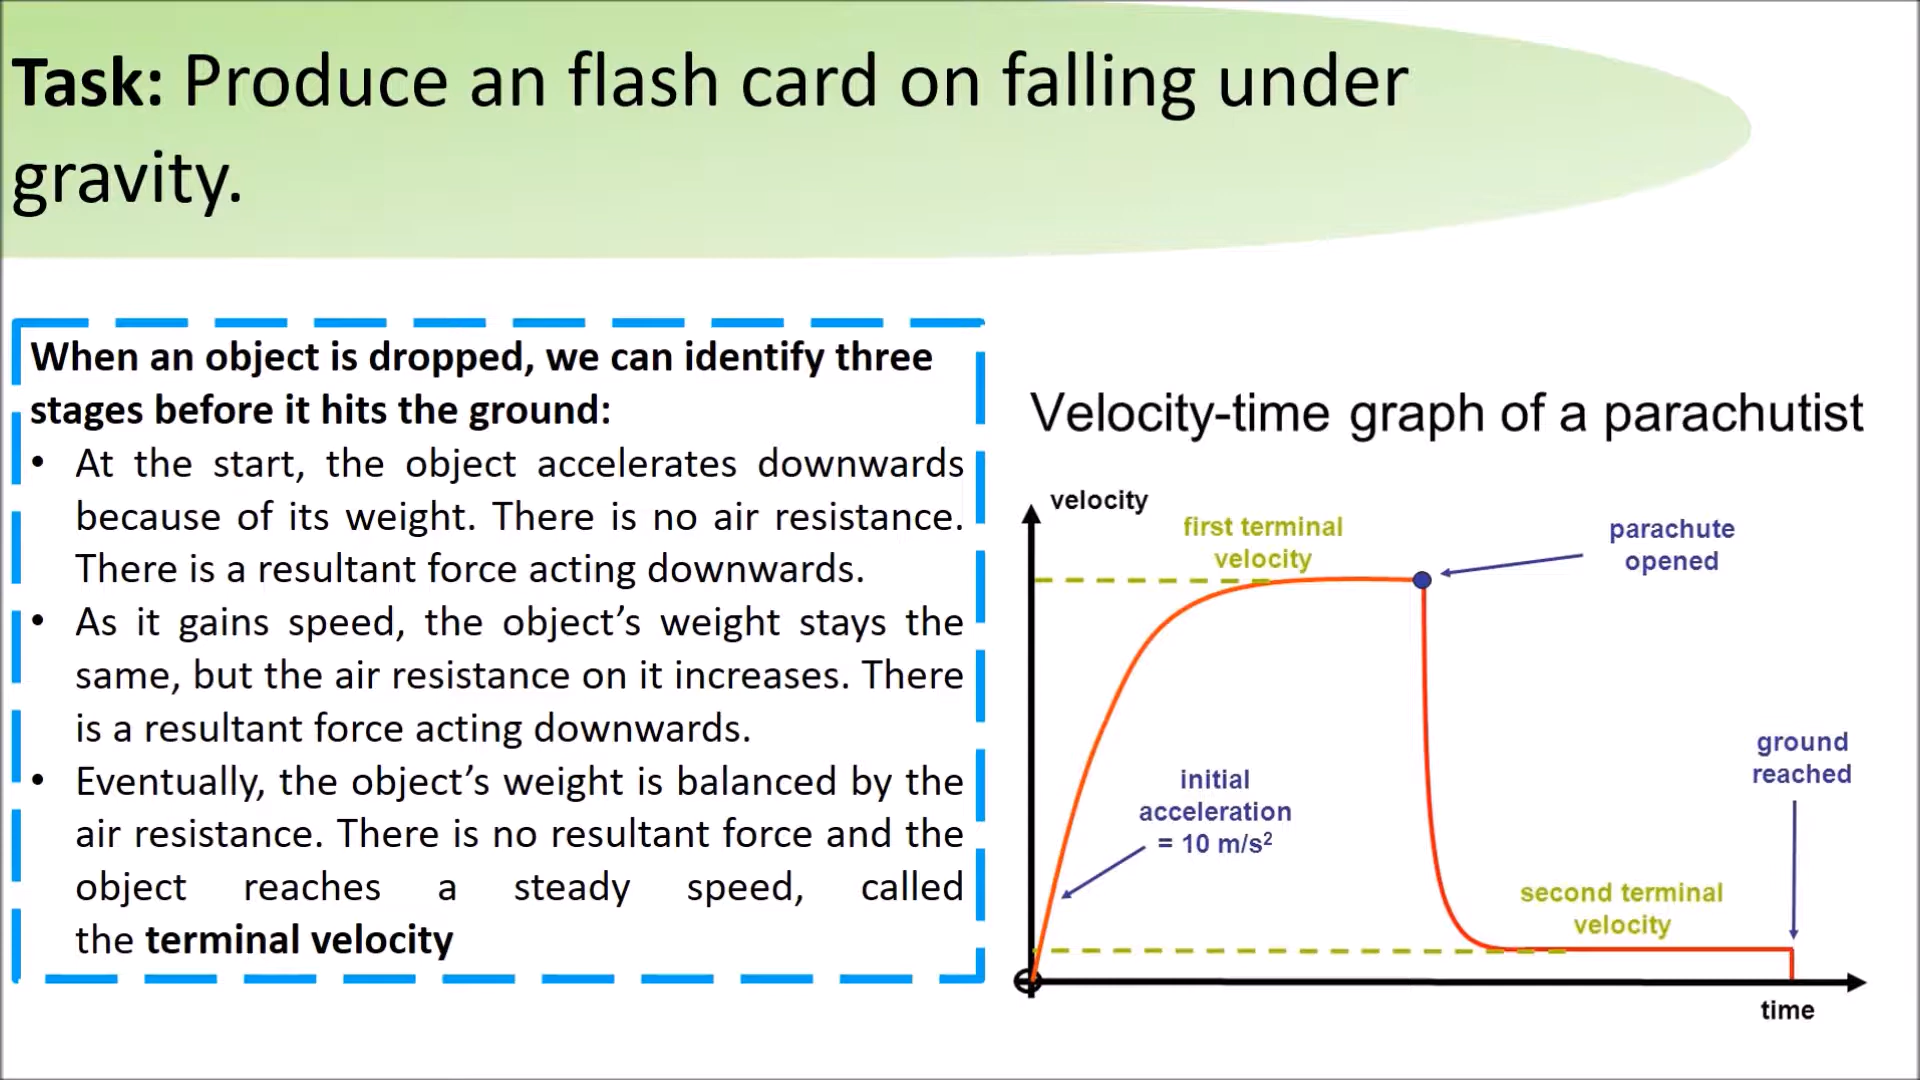 Task: Produce an flash card on falling under
gravity.
When an object is dropped, we can identify three
stages before it hits the ground:
• At the start, the object accelerates downwards
because of its weight. There is no air resistance.
There is a resultant force acting downwards.
• As it gains speed, the object’s weight stays the
same, but the air resistance on it increases. There
is a resultant force acting downwards.
• Eventually, the object’s weight is balanced by the
air resistance. There is no resultant force and the
object reaches a steady speed, called
the terminal velocity
Velocity-time graph of a parachutist
velocity
first terminal
velocity
parachute
opened
initial
acceleration
= 10 m/s²
ground
reached
second terminal
velocity
time